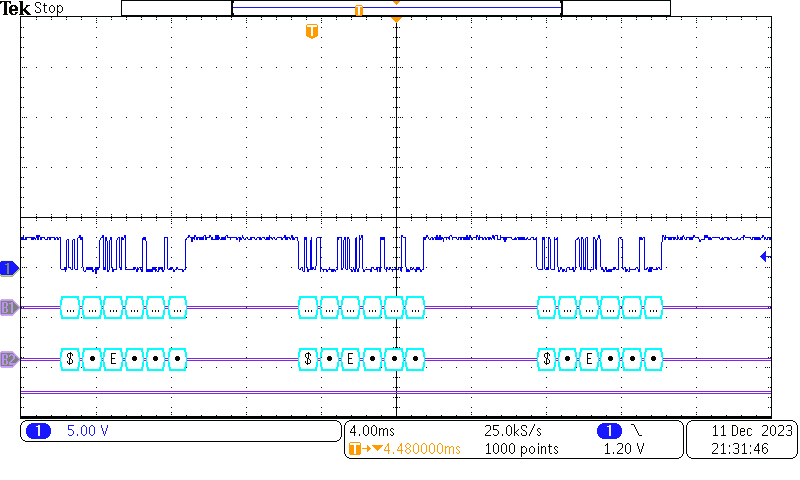 Tek Stop
T
T
1
B1
... ... ... ... ... ... ... ... ... ... ... ... ... ... ... ... ... ...
B2
$ • E • • • $ • E • • • $ • E • • •
1 5.00 V
4.00ms 25.0kS/s 1 \
T→▼4.480000ms 1000 points 1.20 V
11 Dec 2023
21:31:46